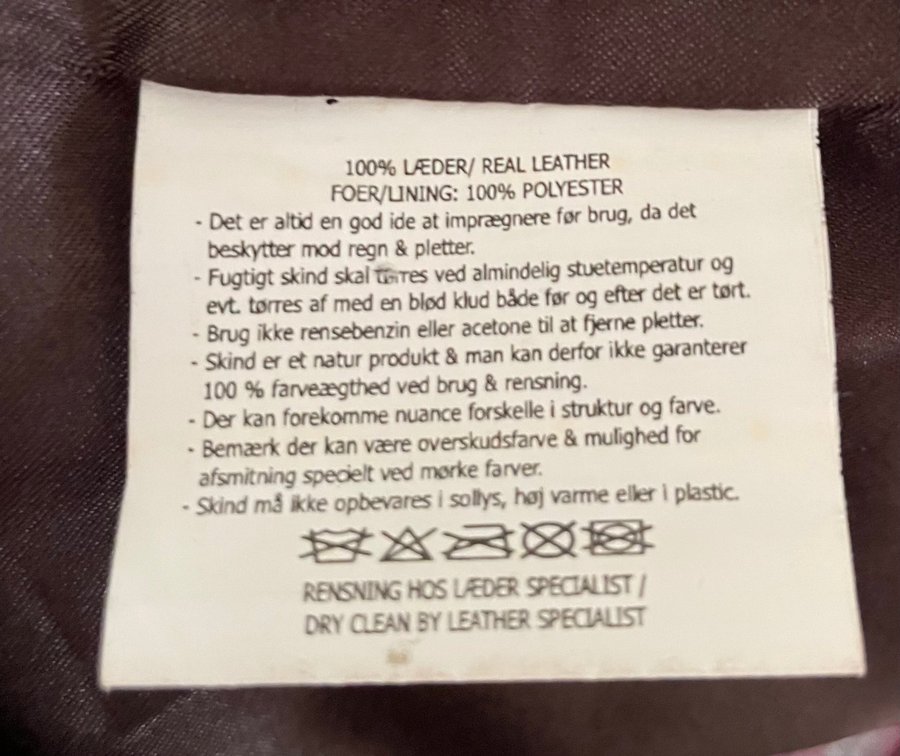 100% LÆDER/ REAL LEATHER
FOER/LINING: 100% POLYESTER
- Det er altid en god ide at imprægnere før brug, da det
beskytter mod regn & pletter.
- Fugtigt skind skal tørres ved almindelig stuetemperatur og
evt. tørres af med en blød klud både før og efter det er tørt.
- Brug ikke rensebenzin eller acetone til at fjerne pletter.
- Skind er et natur produkt & man kan derfor ikke garanterer
100 % farveægthed ved brug & rensning.
- Der kan forekomme nuance forskelle i struktur og farve.
- Bemærk der kan være overskudsfarve & mulighed for
afsmitning specielt ved mørke farver.
- Skind må ikke opbevares i sollys, høj varme eller i plastic.
RENSNING HOS LÆDER SPECIALIST /
DRY CLEAN BY LEATHER SPECIALIST